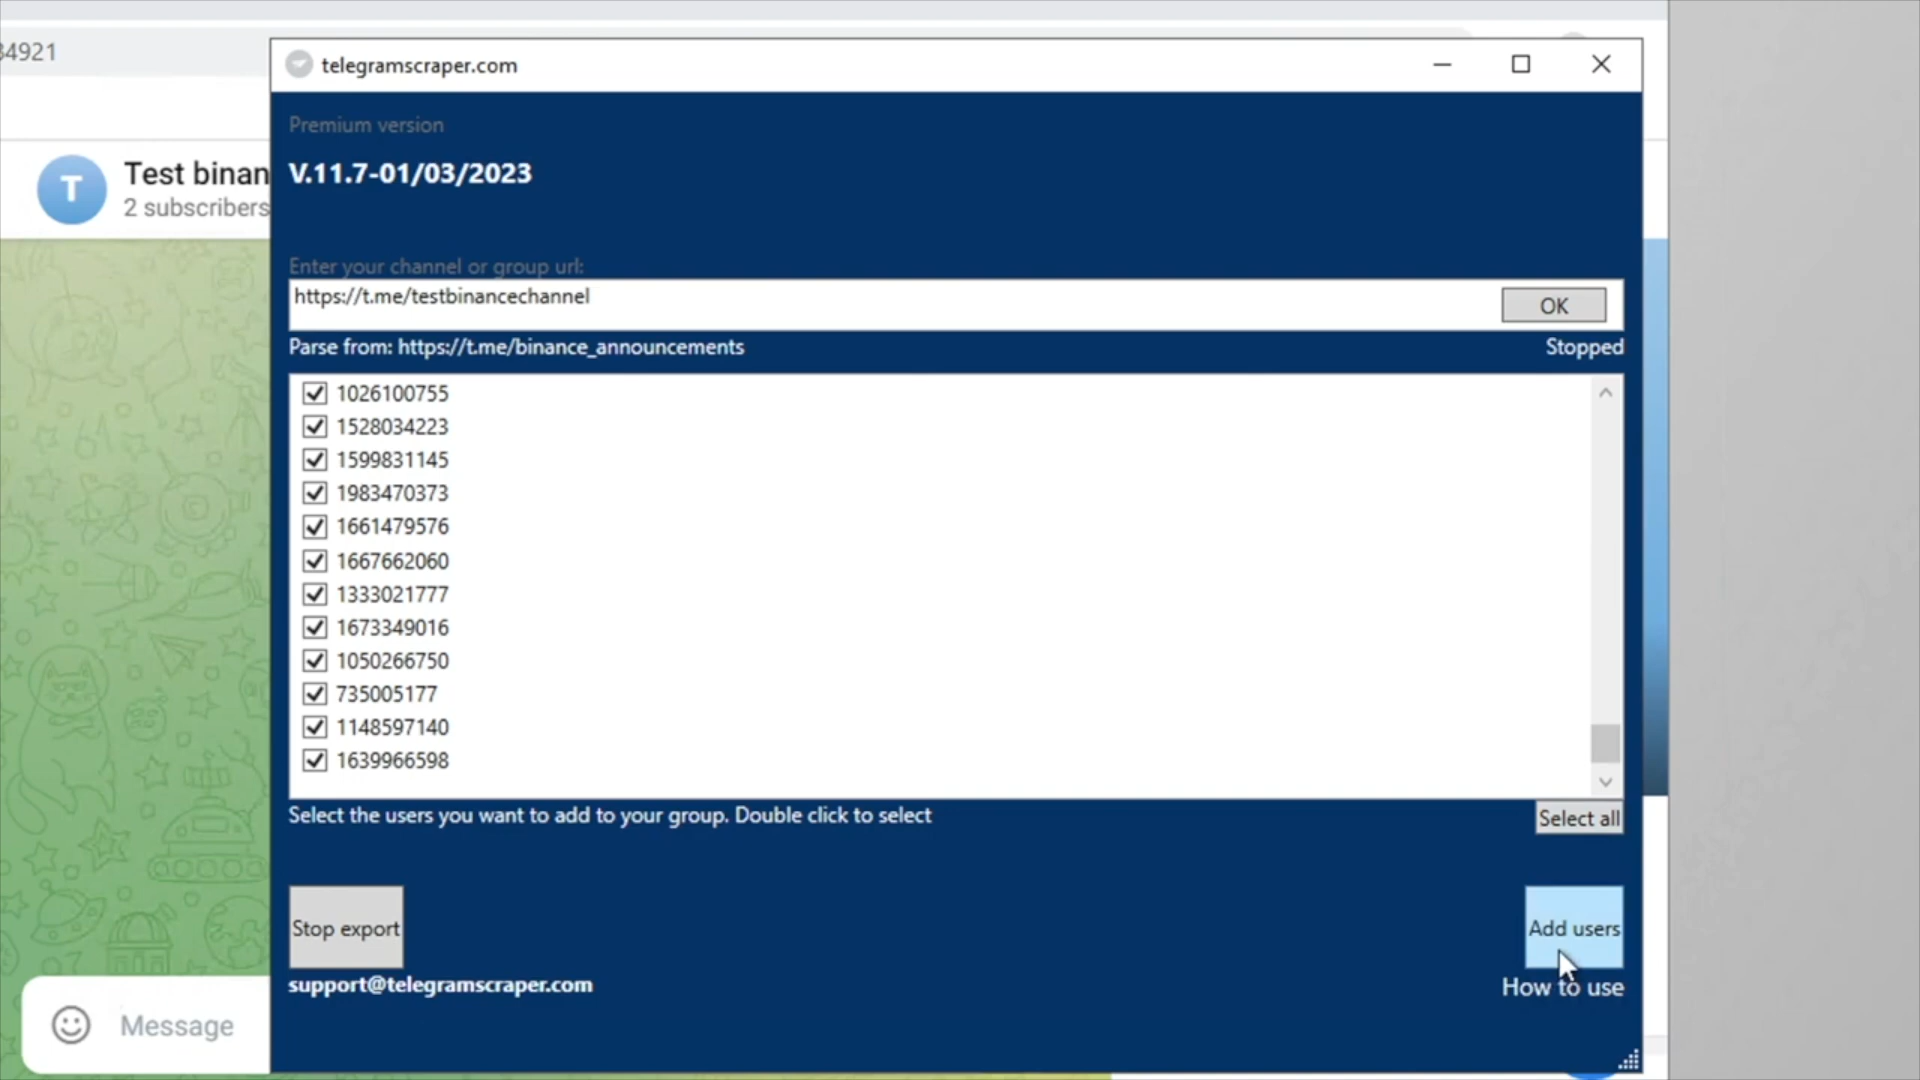 34921
telegramscraper.com
Premium version
V.11.7-01/03/2023
T
Test binan
2 subscribers
Enter your channel or group url:
https://t.me/testbinancechannel
OK
Parse from: https://t.me/binance_announcements
Stopped
1026100755
1528034223
1599831145
1983470373
1661479576
1667662060
1333021777
1673349016
1050266750
735005177
1148597140
1639966598
Select the users you want to add to your group. Double click to select
Select all
Stop export
Add users
support@telegramscraper.com
How to use
Message